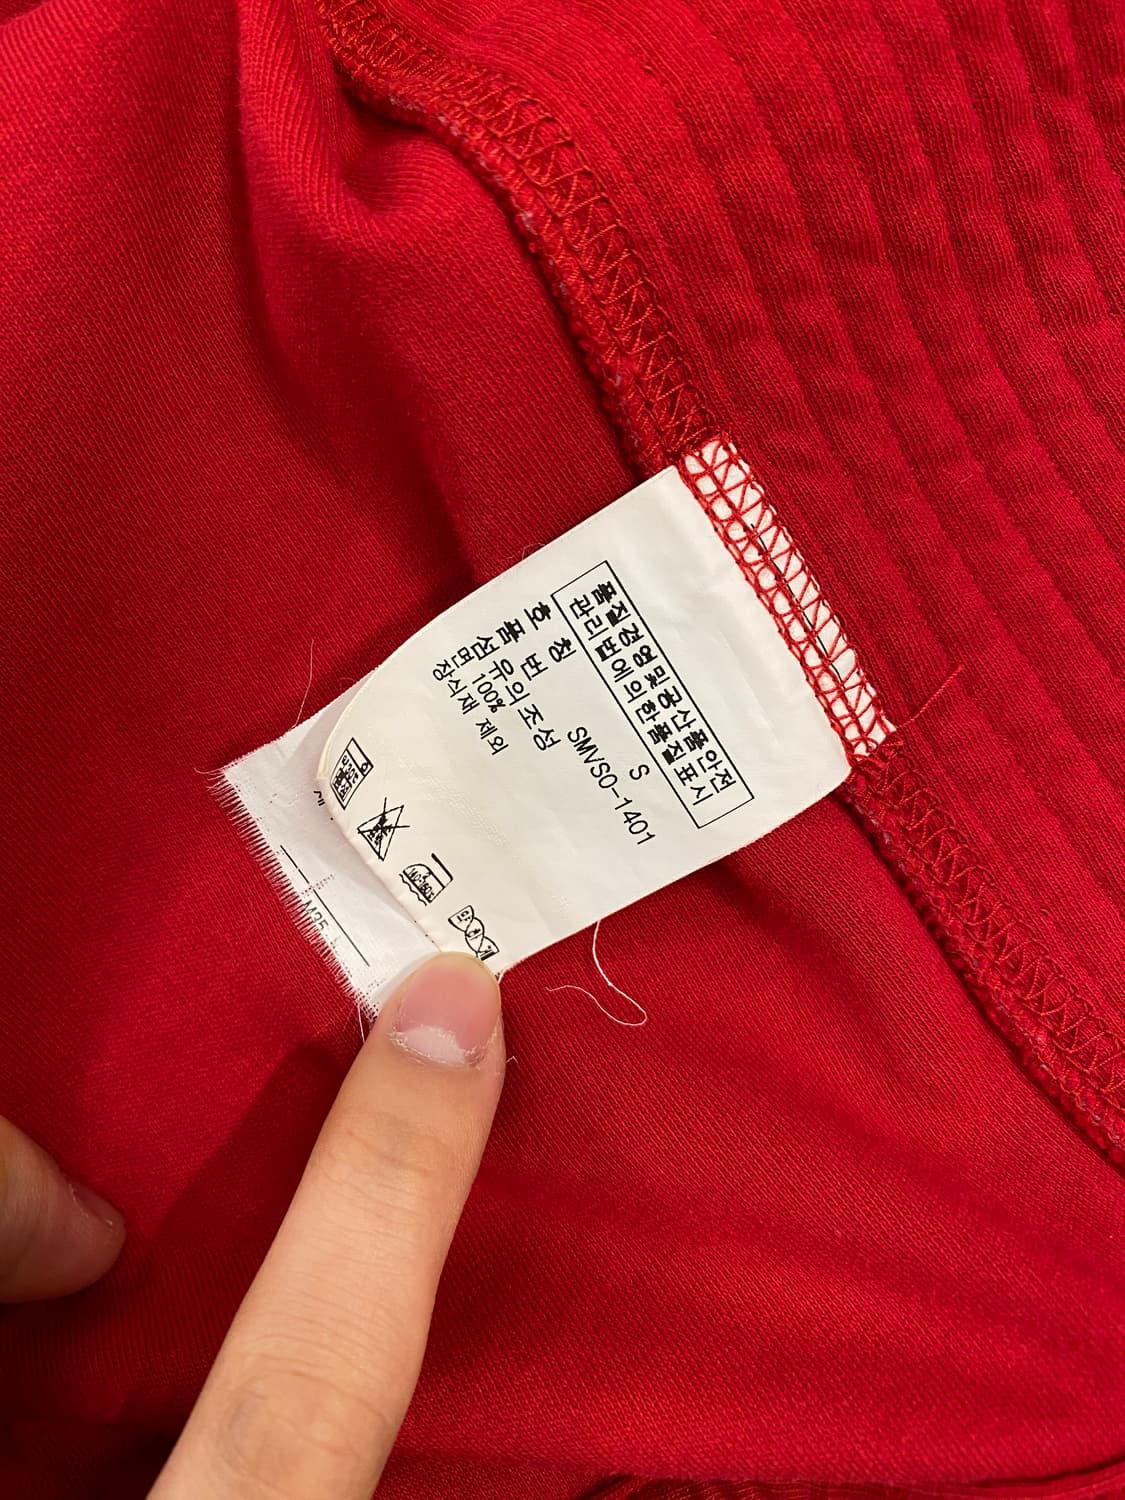 품질경영및공산품안전
관리법에의한품질표시
호 칭 S
품 번 SMVS0-1401
섬유의조성
면 100%
장식재 제외